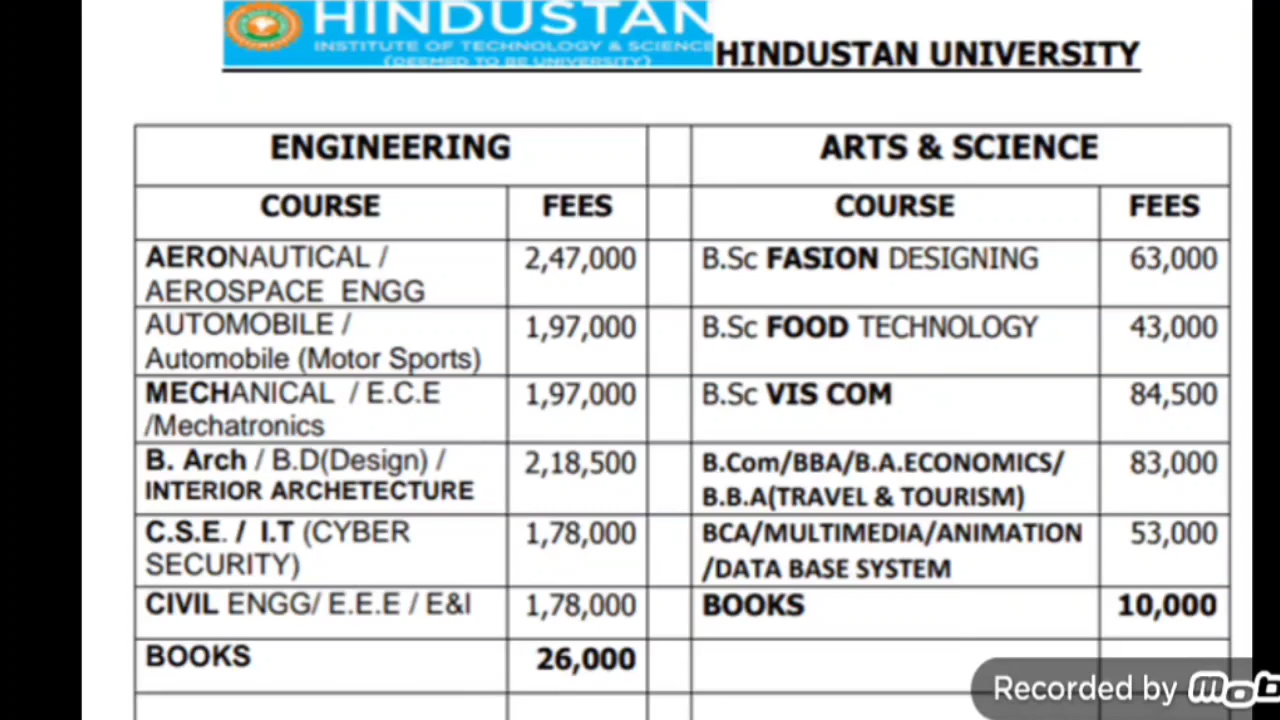 HINDUSTAN
INSTITUTE OF TECHNOLOGY & SCIENCE
(DEEMED TO BE UNIVERSITY)
HINDUSTAN UNIVERSITY
ENGINEERING
ARTS & SCIENCE
COURSE FEES COURSE FEES
AERONAUTICAL / 2,47,000 B.Sc FASION DESIGNING 63,000
AEROSPACE ENGG
AUTOMOBILE / 1,97,000 B.Sc FOOD TECHNOLOGY 43,000
Automobile (Motor Sports)
MECHANICAL / E.C.E 1,97,000 B.Sc VIS COM 84,500
/Mechatronics
B. Arch / B.D(Design) / 2,18,500 B.Com/BBA/B.A.ECONOMICS/ 83,000
INTERIOR ARCHETECTURE B.B.A(TRAVEL & TOURISM)
C.S.E. / I.T (CYBER 1,78,000 BCA/MULTIMEDIA/ANIMATION 53,000
SECURITY) /DATA BASE SYSTEM
CIVIL ENGG/ E.E.E / E&I 1,78,000 BOOKS 10,000
BOOKS 26,000
Recorded by